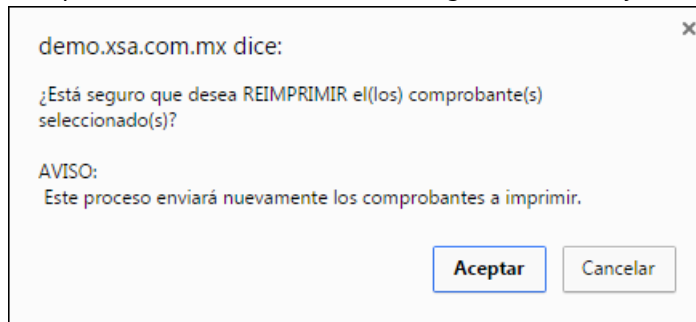 demo.xsa.com.mx dice:
¿Está seguro que desea REIMPRIMIR el(los) comprobante(s)
seleccionado(s)?
AVISO:
Este proceso enviará nuevamente los comprobantes a imprimir.
Aceptar
Cancelar